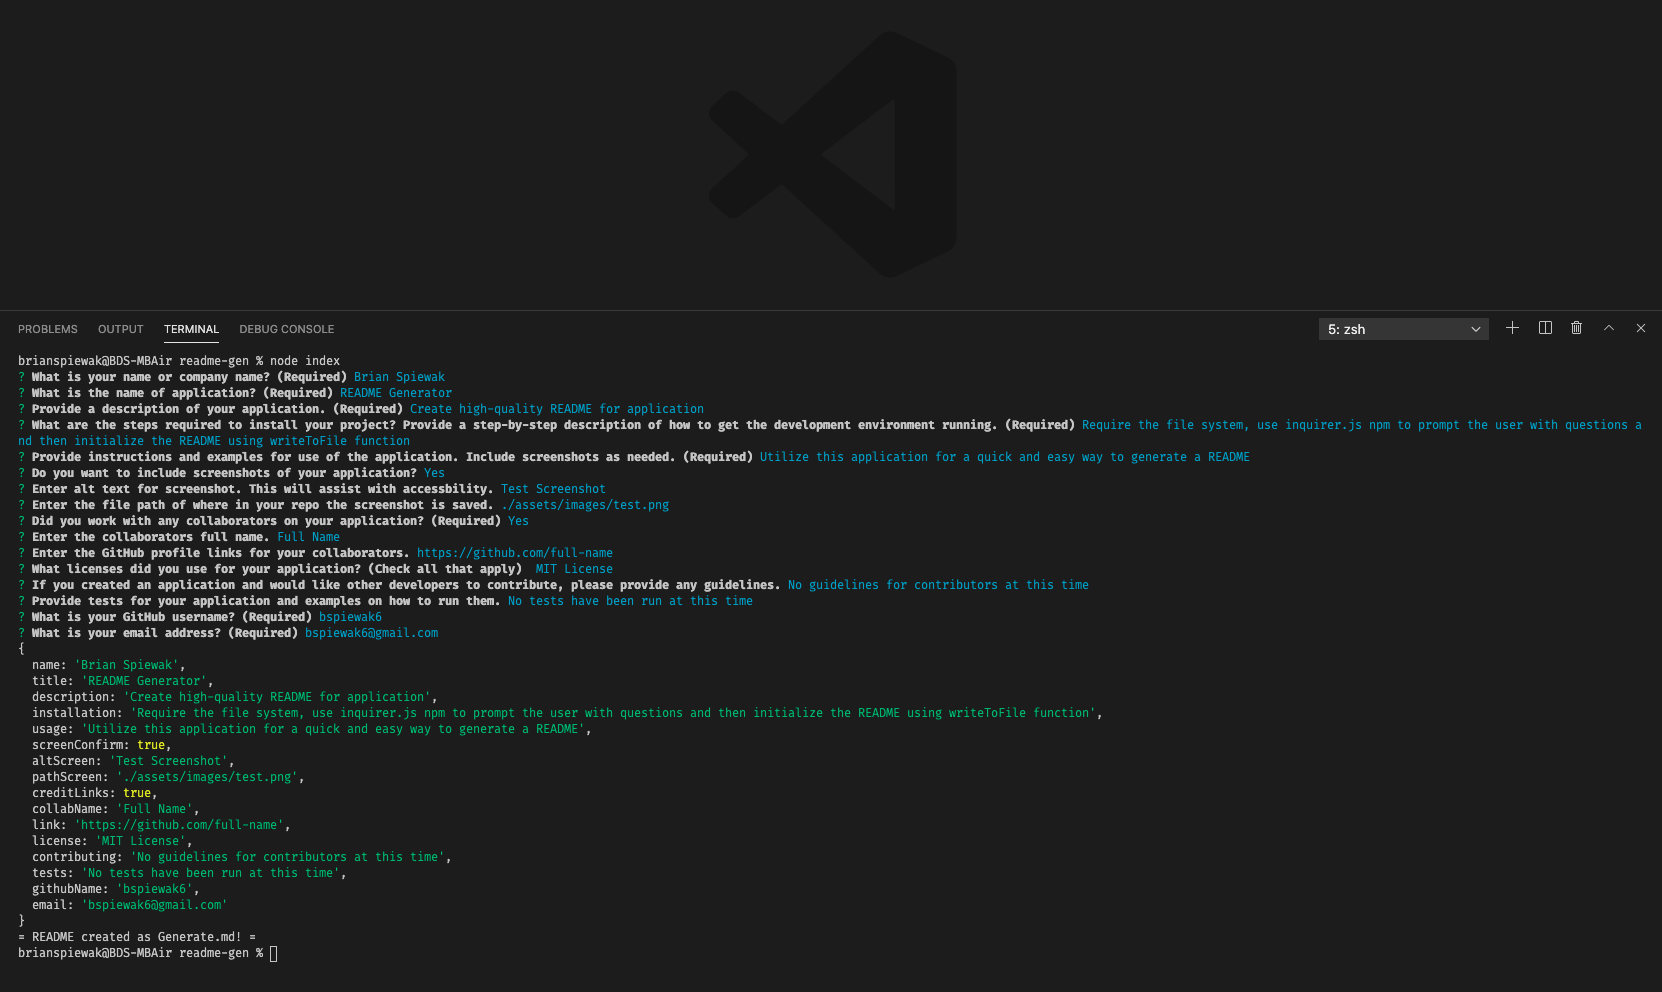 PROBLEMS OUTPUT TERMINAL DEBUG CONSOLE 5: zsh
brianspiewak@BDS-MBAir readme-gen % node index
? What is your name or company name? (Required) Brian Spiewak
? What is the name of application? (Required) README Generator
? Provide a description of your application. (Required) Create high-quality README for application
? What are the steps required to install your project? Provide a step-by-step description of how to get the development environment running. (Required) Require the file system, use inquirer.js npm to prompt the user with questions a
nd then initialize the README using writeToFile function
? Provide instructions and examples for use of the application. Include screenshots as needed. (Required) Utilize this application for a quick and easy way to generate a README
? Do you want to include screenshots of your application? Yes
? Enter alt text for screenshot. This will assist with accessbility. Test Screenshot
? Enter the file path of where in your repo the screenshot is saved. ./assets/images/test.png
? Did you work with any collaborators on your application? (Required) Yes
? Enter the collaborators full name. Full Name
? Enter the GitHub profile links for your collaborators. https://github.com/full-name
? What licenses did you use for your application? (Check all that apply)  MIT License
? If you created an application and would like other developers to contribute, please provide any guidelines. No guidelines for contributors at this time
? Provide tests for your application and examples on how to run them. No tests have been run at this time
? What is your GitHub username? (Required) bspiewak6
? What is your email address? (Required) bspiewak6@gmail.com
{
  name: 'Brian Spiewak',
  title: 'README Generator',
  description: 'Create high-quality README for application',
  installation: 'Require the file system, use inquirer.js npm to prompt the user with questions and then initialize the README using writeToFile function',
  usage: 'Utilize this application for a quick and easy way to generate a README',
  screenConfirm: true,
  altScreen: 'Test Screenshot',
  pathScreen: './assets/images/test.png',
  creditLinks: true,
  collabName: 'Full Name',
  link: 'https://github.com/full-name',
  license: 'MIT License',
  contributing: 'No guidelines for contributors at this time',
  tests: 'No tests have been run at this time',
  githubName: 'bspiewak6',
  email: 'bspiewak6@gmail.com'
}
= README created as Generate.md! =
brianspiewak@BDS-MBAir readme-gen %